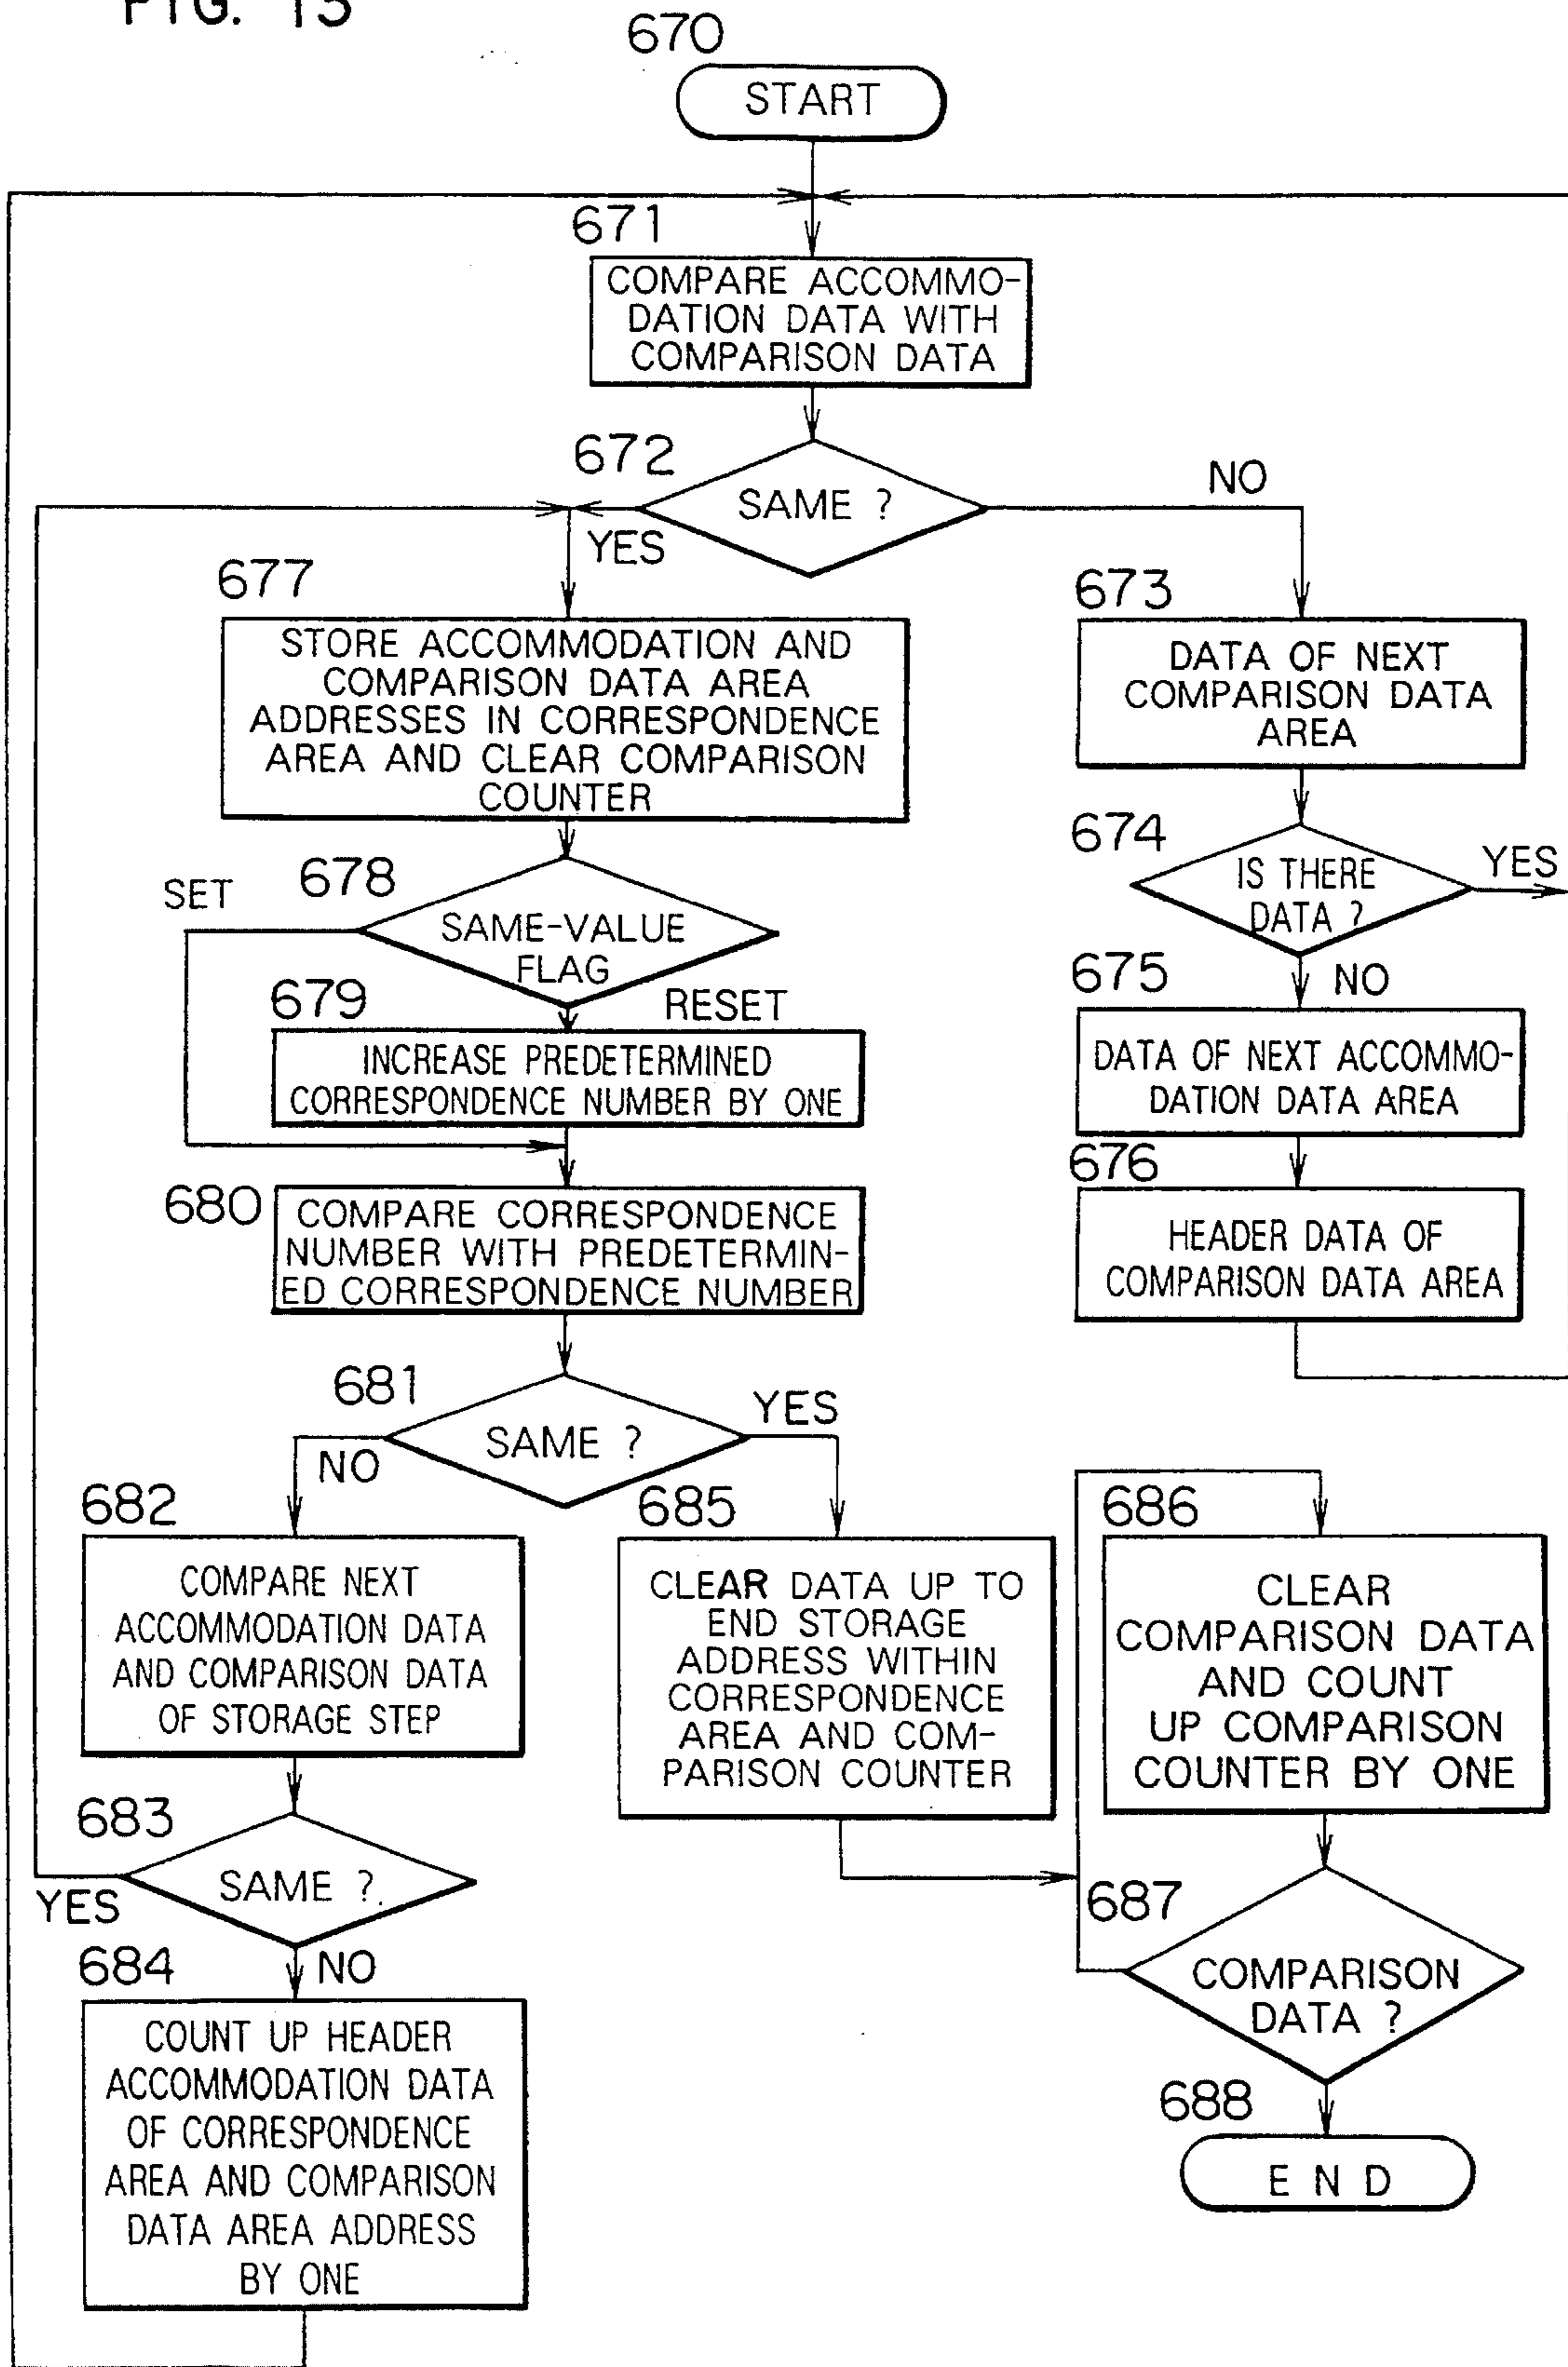 FIG. 13
670
START
671
COMPARE ACCOMMO-
DATION DATA WITH
COMPARISON DATA
672
SAME ?
NO
YES
677
STORE ACCOMMODATION AND
COMPARISON DATA AREA
ADDRESSES IN CORRESPONDENCE
AREA AND CLEAR COMPARISON
COUNTER
673
DATA OF NEXT
COMPARISON DATA
AREA
674
IS THERE
DATA ?
YES
NO
678
SET
SAME-VALUE
FLAG
RESET
679
INCREASE PREDETERMINED
CORRESPONDENCE NUMBER BY ONE
675
DATA OF NEXT ACCOMMO-
DATION DATA AREA
676
HEADER DATA OF
COMPARISON DATA AREA
680
COMPARE CORRESPONDENCE
NUMBER WITH PREDETERMIN-
ED CORRESPONDENCE NUMBER
681
SAME ?
YES
NO
682
COMPARE NEXT
ACCOMMODATION DATA
AND COMPARISON DATA
OF STORAGE STEP
685
CLEAR DATA UP TO
END STORAGE
ADDRESS WITHIN
CORRESPONDENCE
AREA AND COM-
PARISON COUNTER
686
CLEAR
COMPARISON DATA
AND COUNT
UP COMPARISON
COUNTER BY ONE
683
SAME ?
YES
NO
684
COUNT UP HEADER
ACCOMMODATION DATA
OF CORRESPONDENCE
AREA AND COMPARISON
DATA AREA ADDRESS
BY ONE
687
COMPARISON
DATA ?
688
END